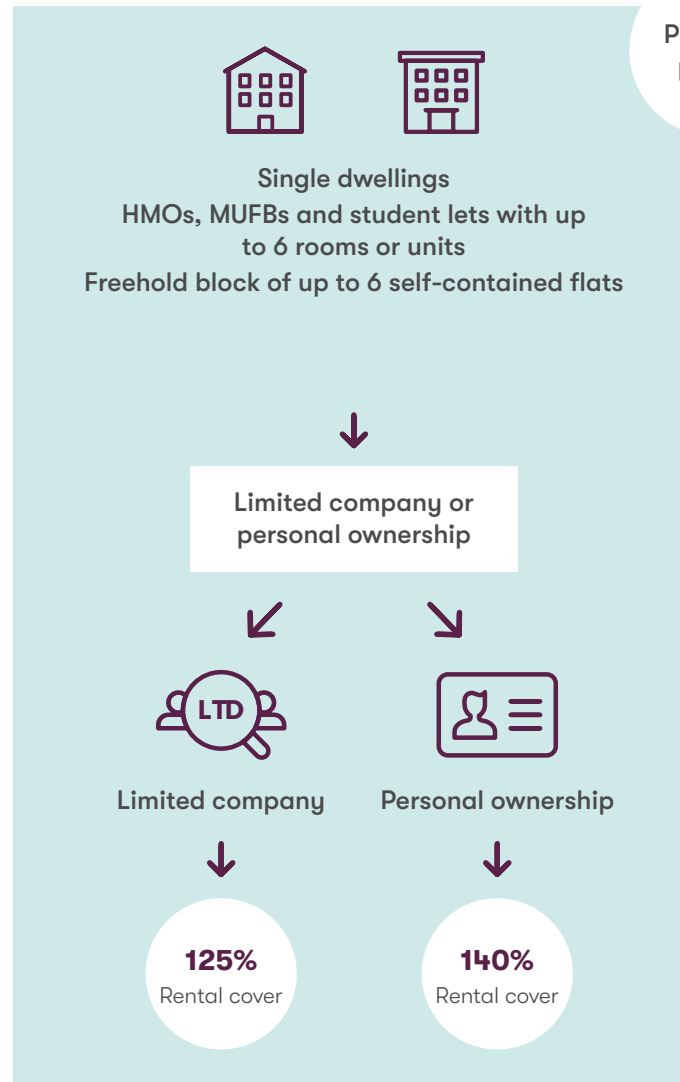 Single dwellings
HMOs, MUFBs and student lets with up
to 6 rooms or units
Freehold block of up to 6 self-contained flats
Limited company or
personal ownership
LTD
Limited company
Personal ownership
125%
Rental cover
140%
Rental cover